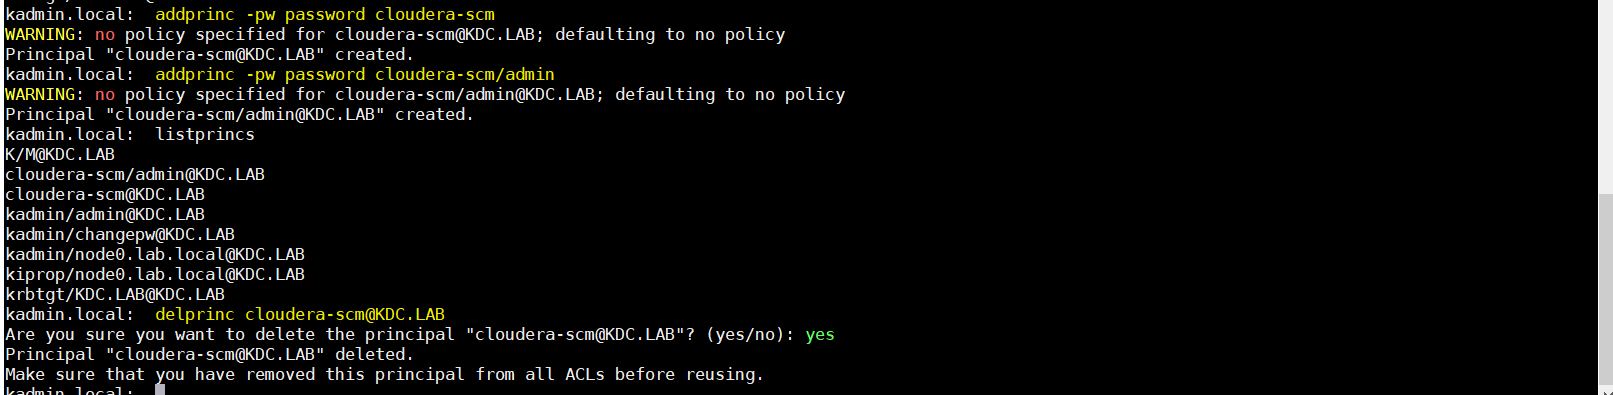 kadmin.local:  addprinc -pw password cloudera-scm
WARNING: no policy specified for cloudera-scm@KDC.LAB; defaulting to no policy
Principal "cloudera-scm@KDC.LAB" created.
kadmin.local:  addprinc -pw password cloudera-scm/admin
WARNING: no policy specified for cloudera-scm/admin@KDC.LAB; defaulting to no policy
Principal "cloudera-scm/admin@KDC.LAB" created.
kadmin.local:  listprincs
K/M@KDC.LAB
cloudera-scm/admin@KDC.LAB
cloudera-scm@KDC.LAB
kadmin/admin@KDC.LAB
kadmin/changepw@KDC.LAB
kadmin/node0.lab.local@KDC.LAB
kiprop/node0.lab.local@KDC.LAB
krbtgt/KDC.LAB@KDC.LAB
kadmin.local:  delprinc cloudera-scm@KDC.LAB
Are you sure you want to delete the principal "cloudera-scm@KDC.LAB"? (yes/no): yes
Principal "cloudera-scm@KDC.LAB" deleted.
Make sure that you have removed this principal from all ACLs before reusing.
kadmin.local: